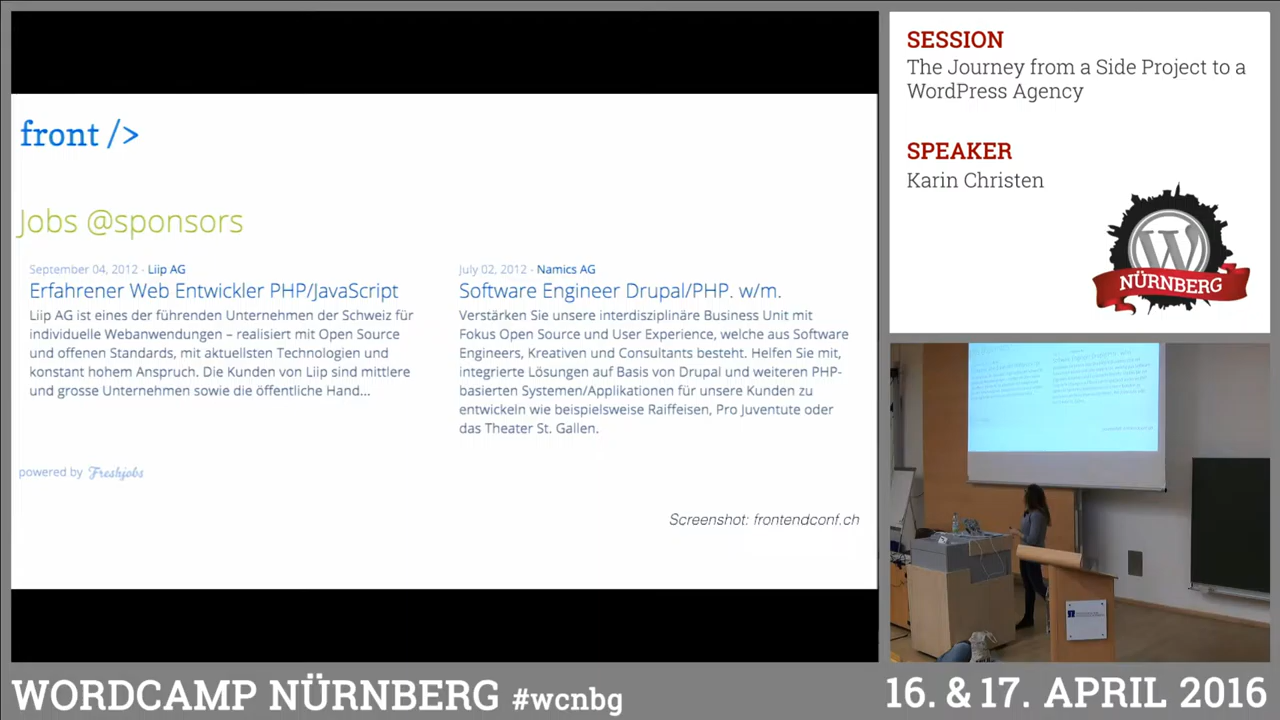 front />
Jobs @sponsors
September 04, 2012 · Liip AG
Erfahrener Web Entwickler PHP/JavaScript
Liip AG ist eines der führenden Unternehmen der Schweiz für
individuelle Webanwendungen – realisiert mit Open Source
und offenen Standards, mit aktuellsten Technologien und
konstant hohem Anspruch. Die Kunden von Liip sind mittlere
und grosse Unternehmen sowie die öffentliche Hand...
July 02, 2012 · Namics AG
Software Engineer Drupal/PHP. w/m.
Verstärken Sie unsere interdisziplinäre Business Unit mit
Fokus Open Source und User Experience, welche aus Software
Engineers, Kreativen und Consultants besteht. Helfen Sie mit,
integrierte Lösungen auf Basis von Drupal und weiteren PHP-
basierten Systemen/Applikationen für unsere Kunden zu
entwickeln wie beispielsweise Raiffeisen, Pro Juventute oder
das Theater St. Gallen.
powered by Freshjobs
Screenshot: frontendconf.ch
SESSION
The Journey from a Side Project to a
WordPress Agency
SPEAKER
Karin Christen
W
NÜRNBERG
WORDCAMP NÜRNBERG #wcnbg
16. & 17. APRIL 2016